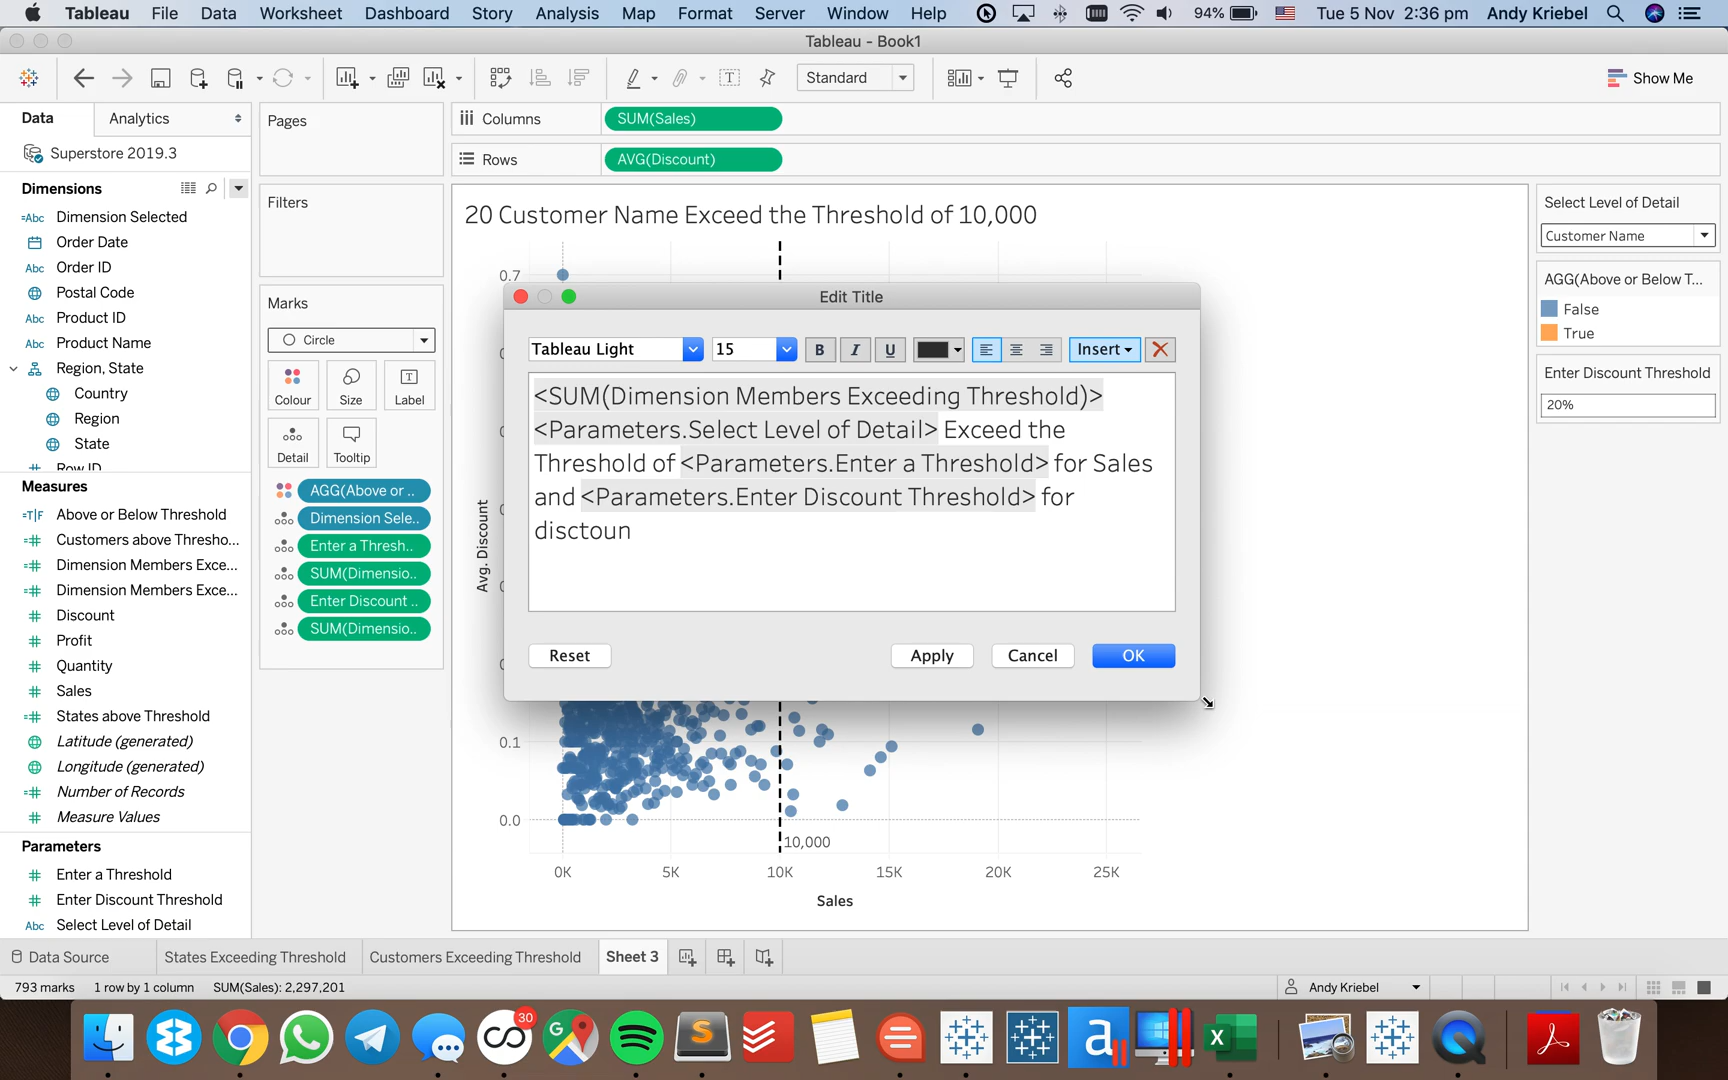 Tableau File Data Worksheet Dashboard Story Analysis Map Format Server Window Help 94% Tue 5 Nov 2:36 pm Andy Kriebel
Tableau - Book1
Standard
Show Me
Data Analytics
Superstore 2019.3
Dimensions
=Abc Dimension Selected
Order Date
Abc Order ID
Postal Code
Abc Product ID
Abc Product Name
Region, State
Country
Region
State
Row ID
Measures
=T|F Above or Below Threshold
=# Customers above Thresho...
=# Dimension Members Exce...
=# Dimension Members Exce...
# Discount
# Profit
# Quantity
# Sales
=# States above Threshold
Latitude (generated)
Longitude (generated)
=# Number of Records
# Measure Values
Parameters
# Enter a Threshold
# Enter Discount Threshold
Abc Select Level of Detail
Pages
Filters
Marks
Circle
Colour Size Label
Detail Tooltip
AGG(Above or ..
Dimension Sele..
Enter a Thresh..
SUM(Dimensio..
Enter Discount ..
SUM(Dimensio..
Columns SUM(Sales)
Rows AVG(Discount)
20 Customer Name Exceed the Threshold of 10,000
0.7
Edit Title
Tableau Light 15 B I U Insert
<SUM(Dimension Members Exceeding Threshold)>
<Parameters.Select Level of Detail> Exceed the
Threshold of <Parameters.Enter a Threshold> for Sales
and <Parameters.Enter Discount Threshold> for
disctoun
Reset Apply Cancel OK
Avg. Discount
0.1
0.0
10,000
0K 5K 10K 15K 20K 25K
Sales
Select Level of Detail
Customer Name
AGG(Above or Below T...
False
True
Enter Discount Threshold
20%
Data Source States Exceeding Threshold Customers Exceeding Threshold Sheet 3
793 marks 1 row by 1 column SUM(Sales): 2,297,201 Andy Kriebel
30